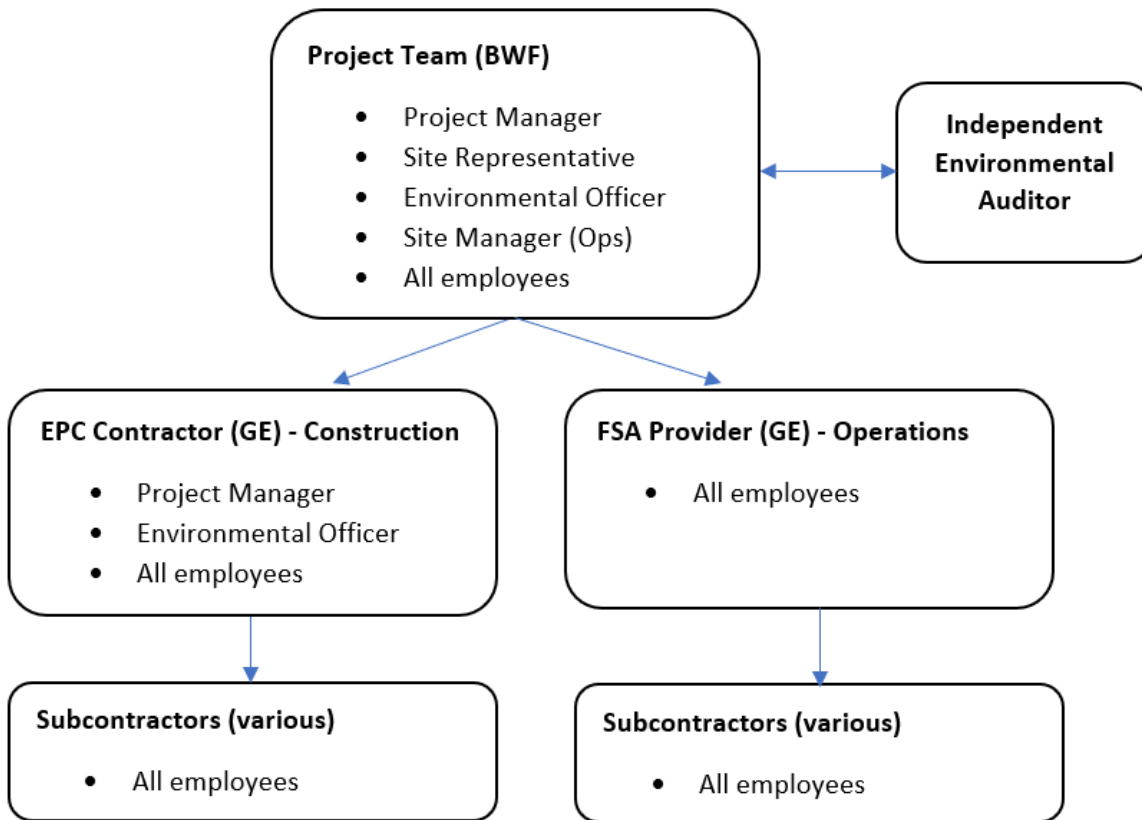 Project Team (BWF)
• Project Manager
• Site Representative
• Environmental Officer
• Site Manager (Ops)
• All employees
Independent
Environmental
Auditor
EPC Contractor (GE) - Construction
• Project Manager
• Environmental Officer
• All employees
FSA Provider (GE) - Operations
• All employees
Subcontractors (various)
• All employees
Subcontractors (various)
• All employees